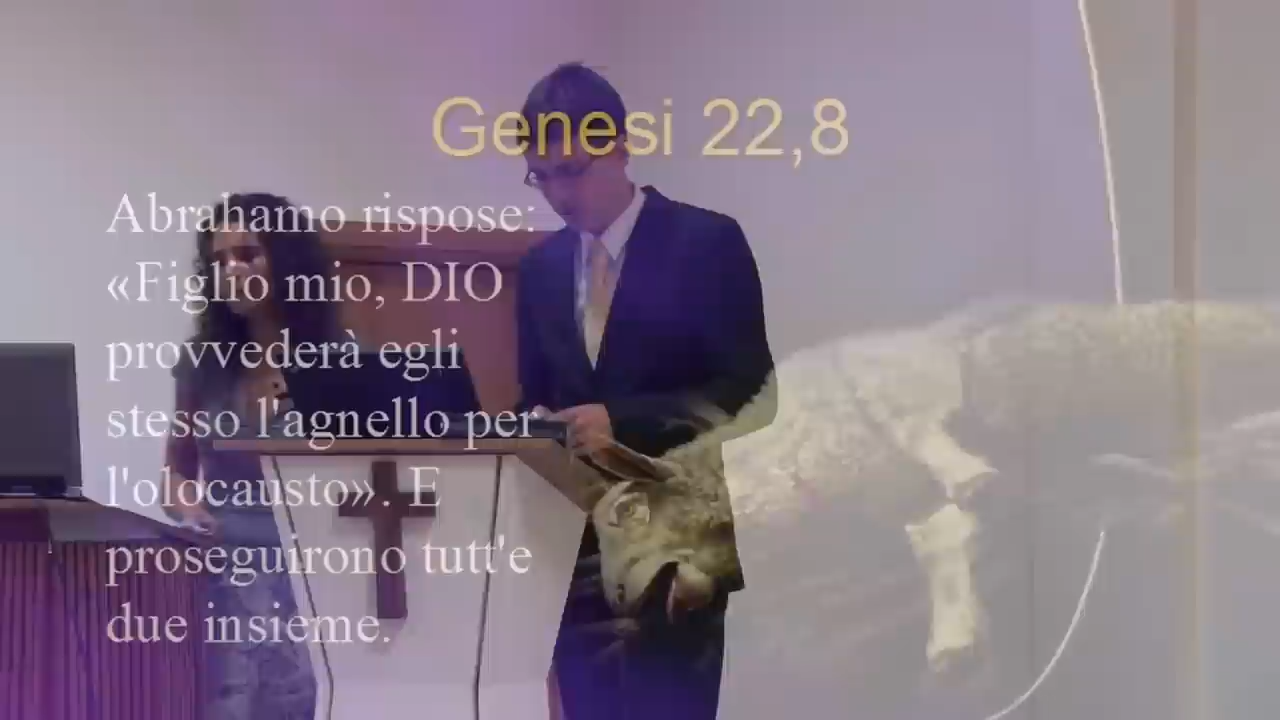 Genesi 22,8
Abrahamo rispose:
«Figlio mio, DIO
provvederà egli
stesso l'agnello per
l'olocausto». E
proseguirono tutt'e
due insieme.